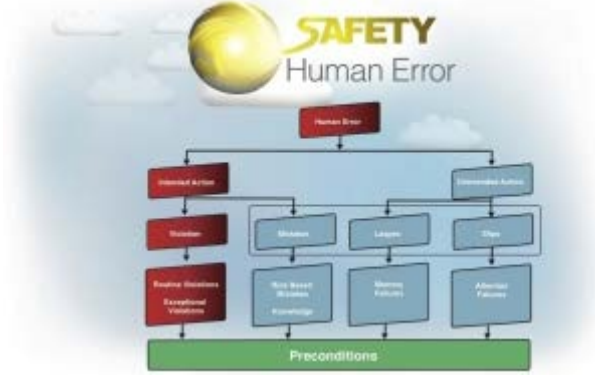 SAFETY
Human Error
Human Error
Intended Action
Unintended Action
Violation
Mistakes
Lapses
Slips
Routine Violations
Exceptional
Violations
Rule Based
Mistakes
Knowledge
Memory
Failures
Attention
Failures
Preconditions